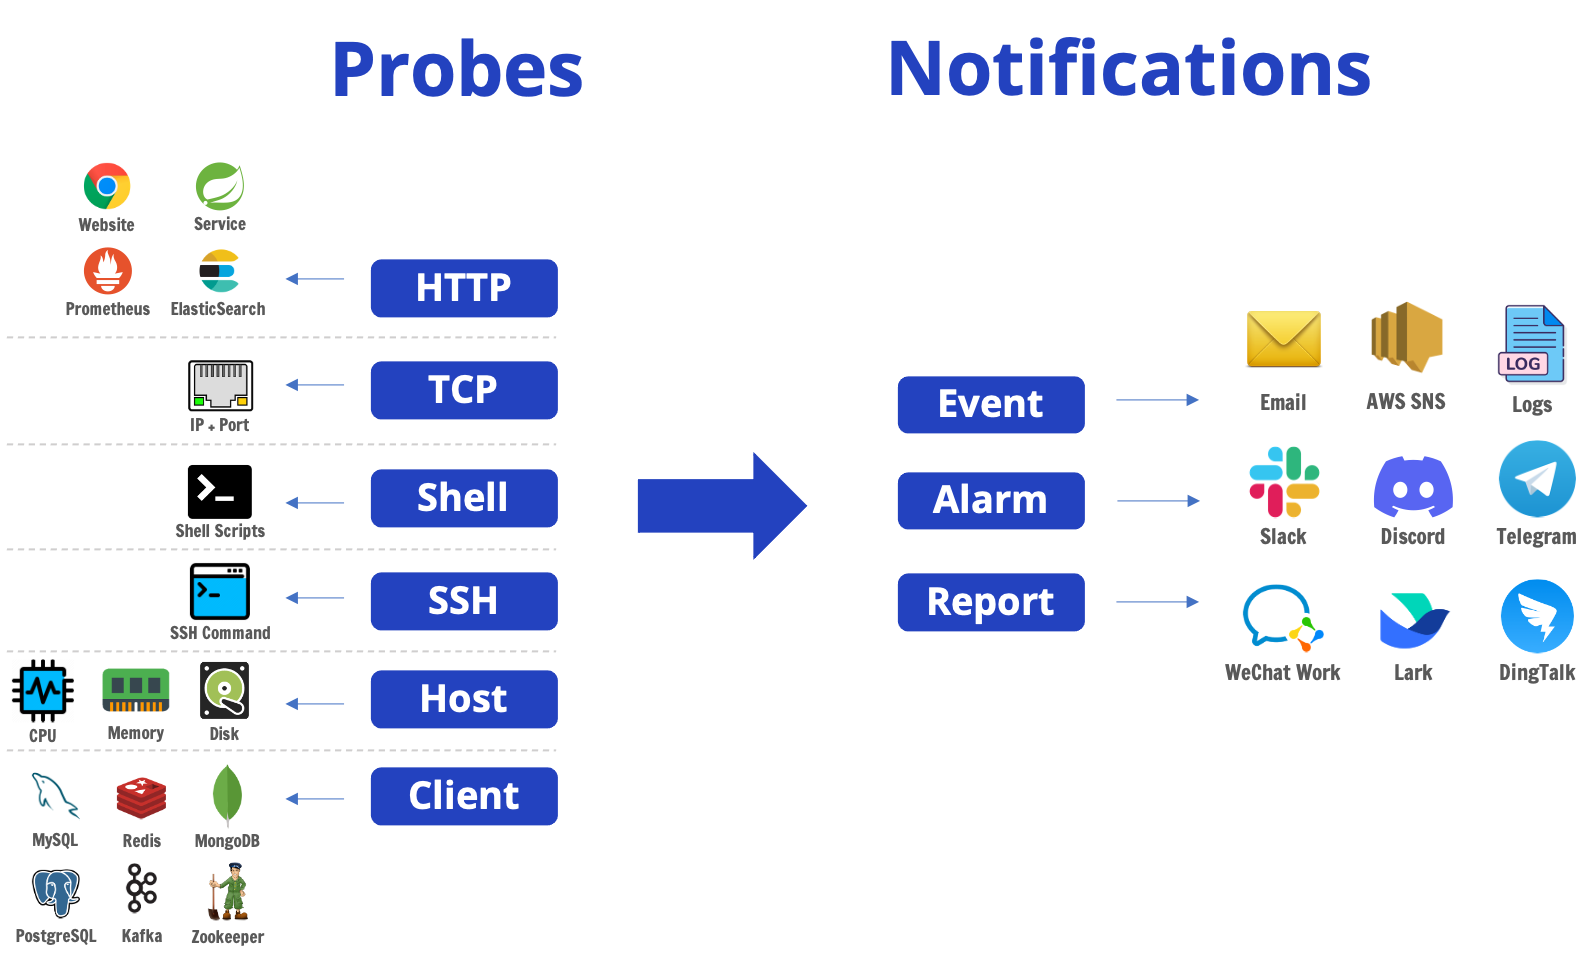 Probes
Notifications
Website
Service
Prometheus
ElasticSearch
HTTP
IP + Port
TCP
Shell Scripts
Shell
SSH Command
SSH
CPU
Memory
Disk
Host
MySQL
Redis
MongoDB
Client
PostgreSQL
Kafka
Zookeeper
Event
Alarm
Report
Email
AWS SNS
LOG
Logs
Slack
Discord
Telegram
WeChat Work
Lark
DingTalk